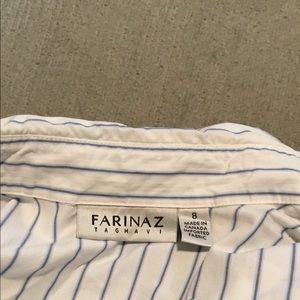 FARINAZ
TAGHAVI
8
MADE IN
CANADA
IMPORTED
FABRIC